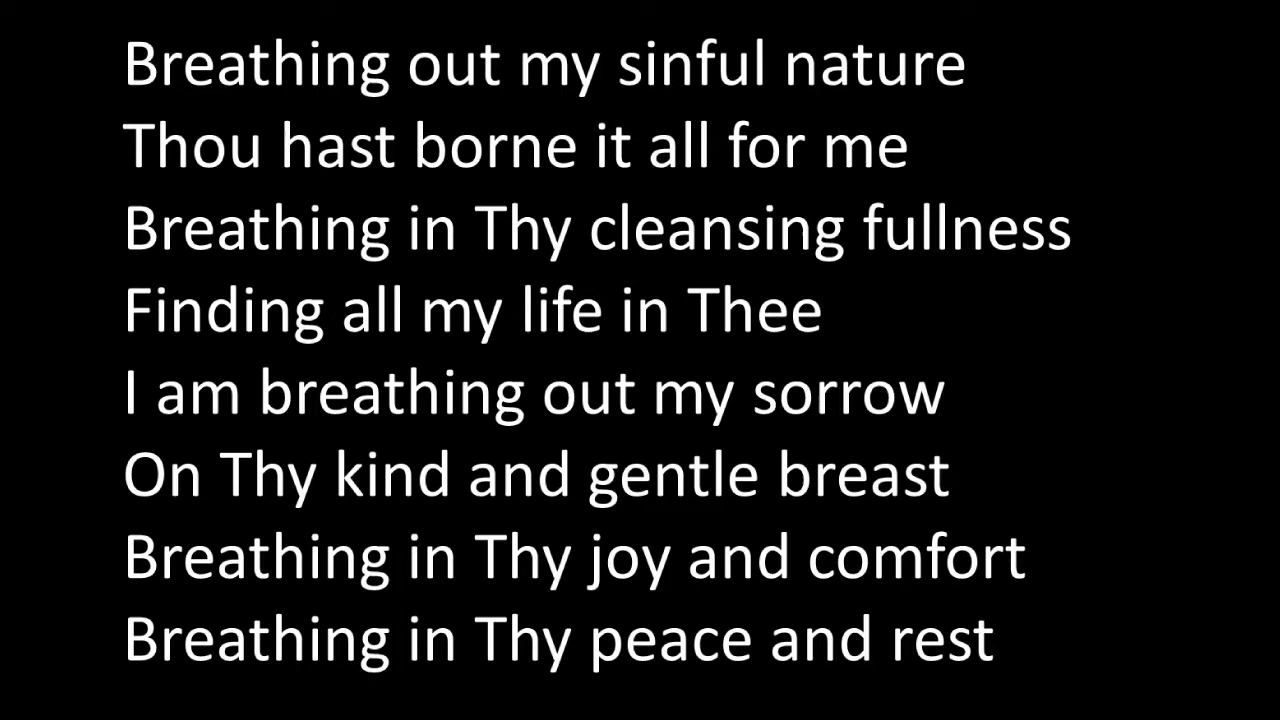 Breathing out my sinful nature
Thou hast borne it all for me
Breathing in Thy cleansing fullness
Finding all my life in Thee
I am breathing out my sorrow
On Thy kind and gentle breast
Breathing in Thy joy and comfort
Breathing in Thy peace and rest